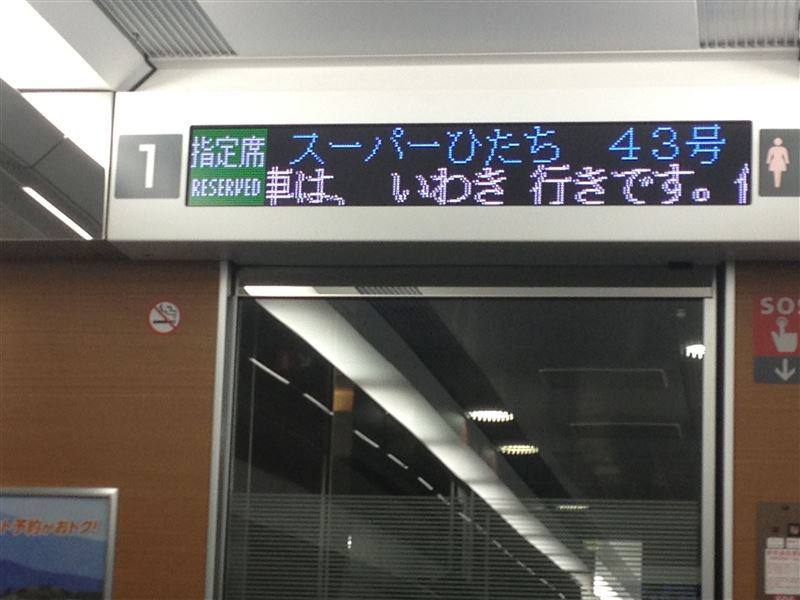 1
指定席
RESERVED
スーパーひたち 43号
車は、 いわき 行きです。
SOS
ト予約がおトク!